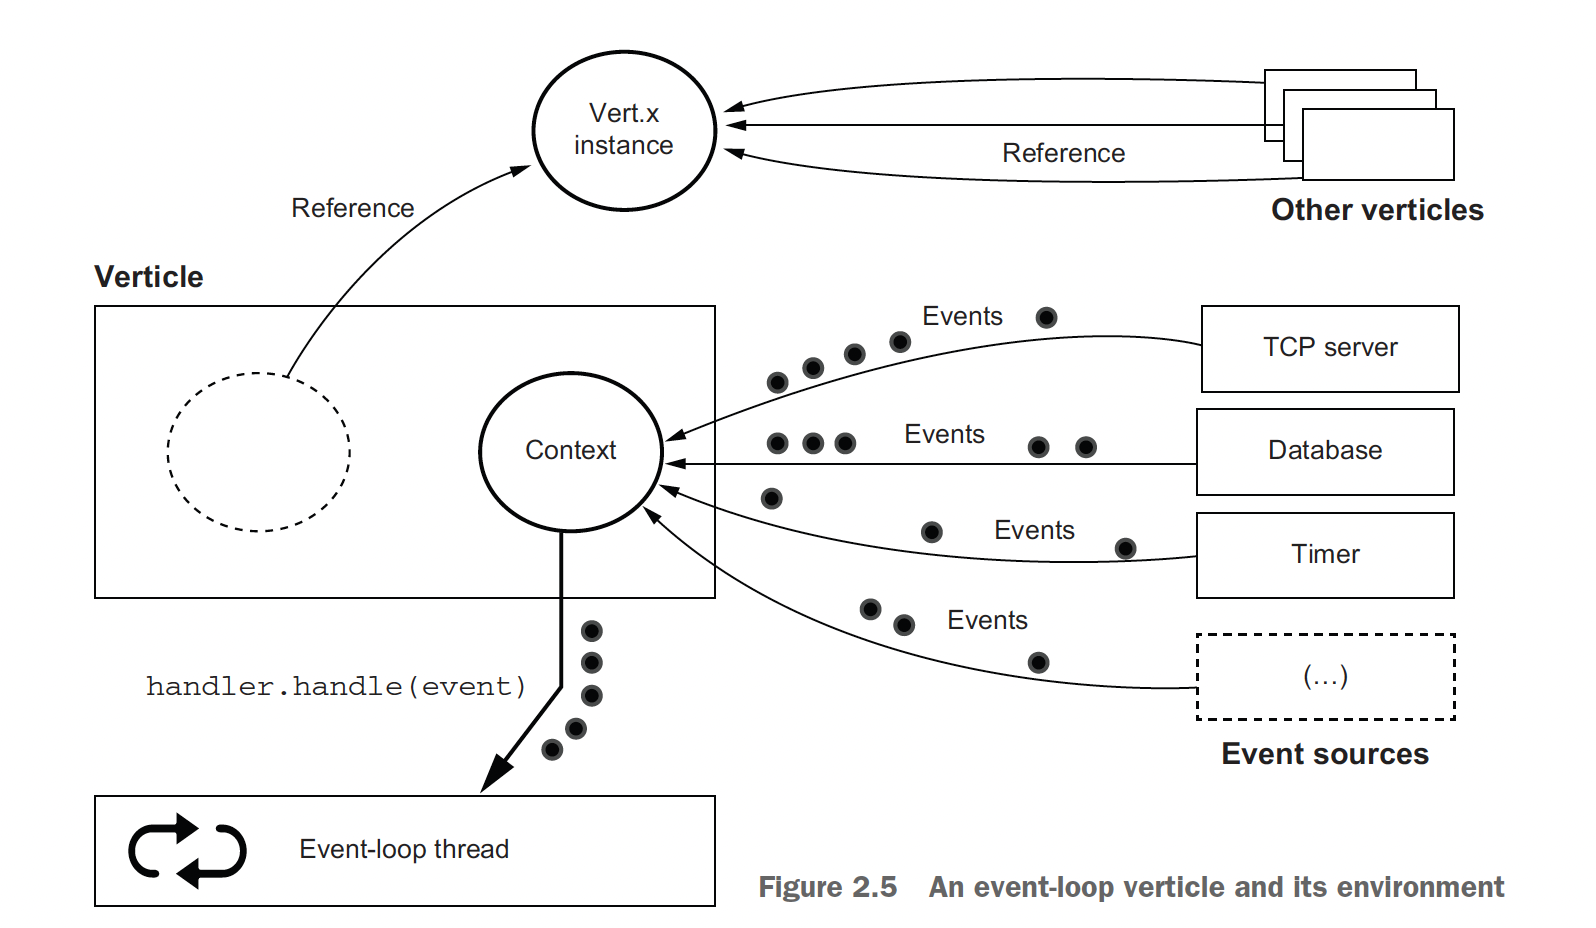 Vert.x
instance
Reference
Other verticles
Reference
Verticle
Events
TCP server
Context
Events
Database
Events
Timer
Events
handler.handle(event)
(...)
Event sources
Event-loop thread
Figure 2.5 An event-loop verticle and its environment